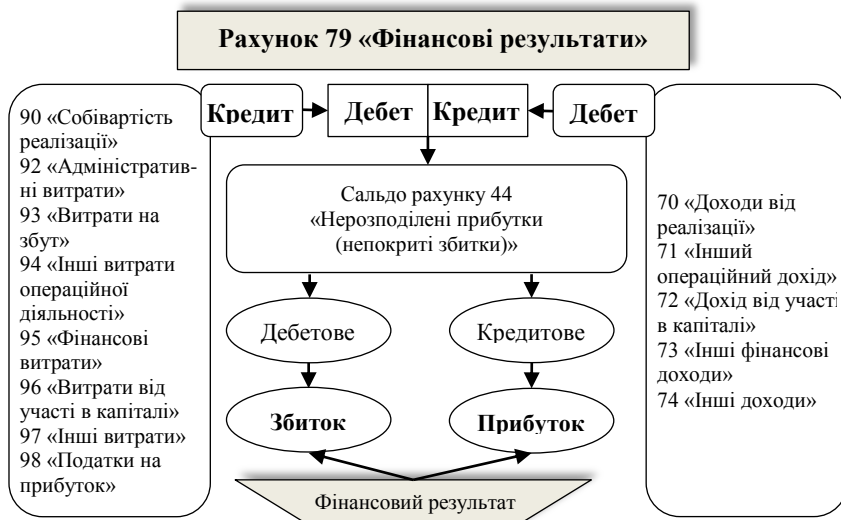 Рахунок 79 «Фінансові результати»
Кредит
Дебет
Кредит
Дебет
90 «Собівартість
реалізації»
92 «Адміністратив-
ні витрати»
93 «Витрати на
збут»
94 «Інші витрати
операційної
діяльності»
95 «Фінансові
витрати»
96 «Витрати від
участі в капіталі»
97 «Інші витрати»
98 «Податки на
прибуток»
Сальдо рахунку 44
«Нерозподілені прибутки
(непокриті збитки)»
Дебетове
Кредитове
Збиток
Прибуток
Фінансовий результат
70 «Доходи від
реалізації»
71 «Інший
операційний дохід»
72 «Дохід від участі
в капіталі»
73 «Інші фінансові
доходи»
74 «Інші доходи»